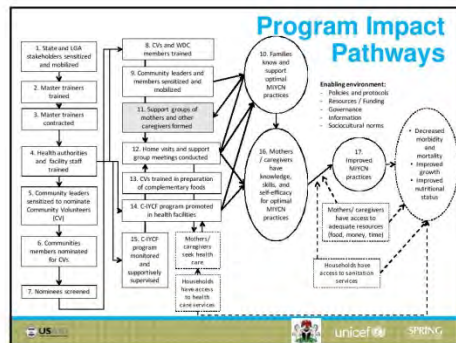 Program Impact
Pathways
1. State and LGA
stakeholders sensitized
and mobilized
2. Master trainers
trained
3. Master trainers
contracted
4. Health authorities and
facility staff trained
5. Community leaders
sensitized to nominate
Community Volunteers
(CV)
6. Communities
members nominated
for CVs
7. Nominees screened
8. CVs and WDC
members trained
9. Community leaders
and members sensitized
and mobilized
11. Support groups of
mothers and other
caregivers formed
12. Home visits and support
group meetings conducted
13. CVs trained in preparation
of complementary foods
14. C-IYCF program promoted
in health facilities
15. C-IYCF
program
monitored
and
supportively
supervised
Mothers/
caregivers
seek health
care
Households
have access
to health
care services
10. Families
know and
support
optimal
MIYCN
practices
16. Mothers
/ caregivers
have
knowledge,
skills, and
self-efficacy
for optimal
MIYCN
practices
Enabling environment:
- Policies and protocols
- Resources / Funding
- Governance
- Information
- Sociocultural norms
17.
Improved
MIYCN
practices
Mothers/ caregivers
have access to
adequate resources
(food, money, time)
Households have
access to sanitation
services
• Decreased
morbidity
and
mortality
• Improved
growth
• Improved
nutritional
status
USAID
unicef
SPRING